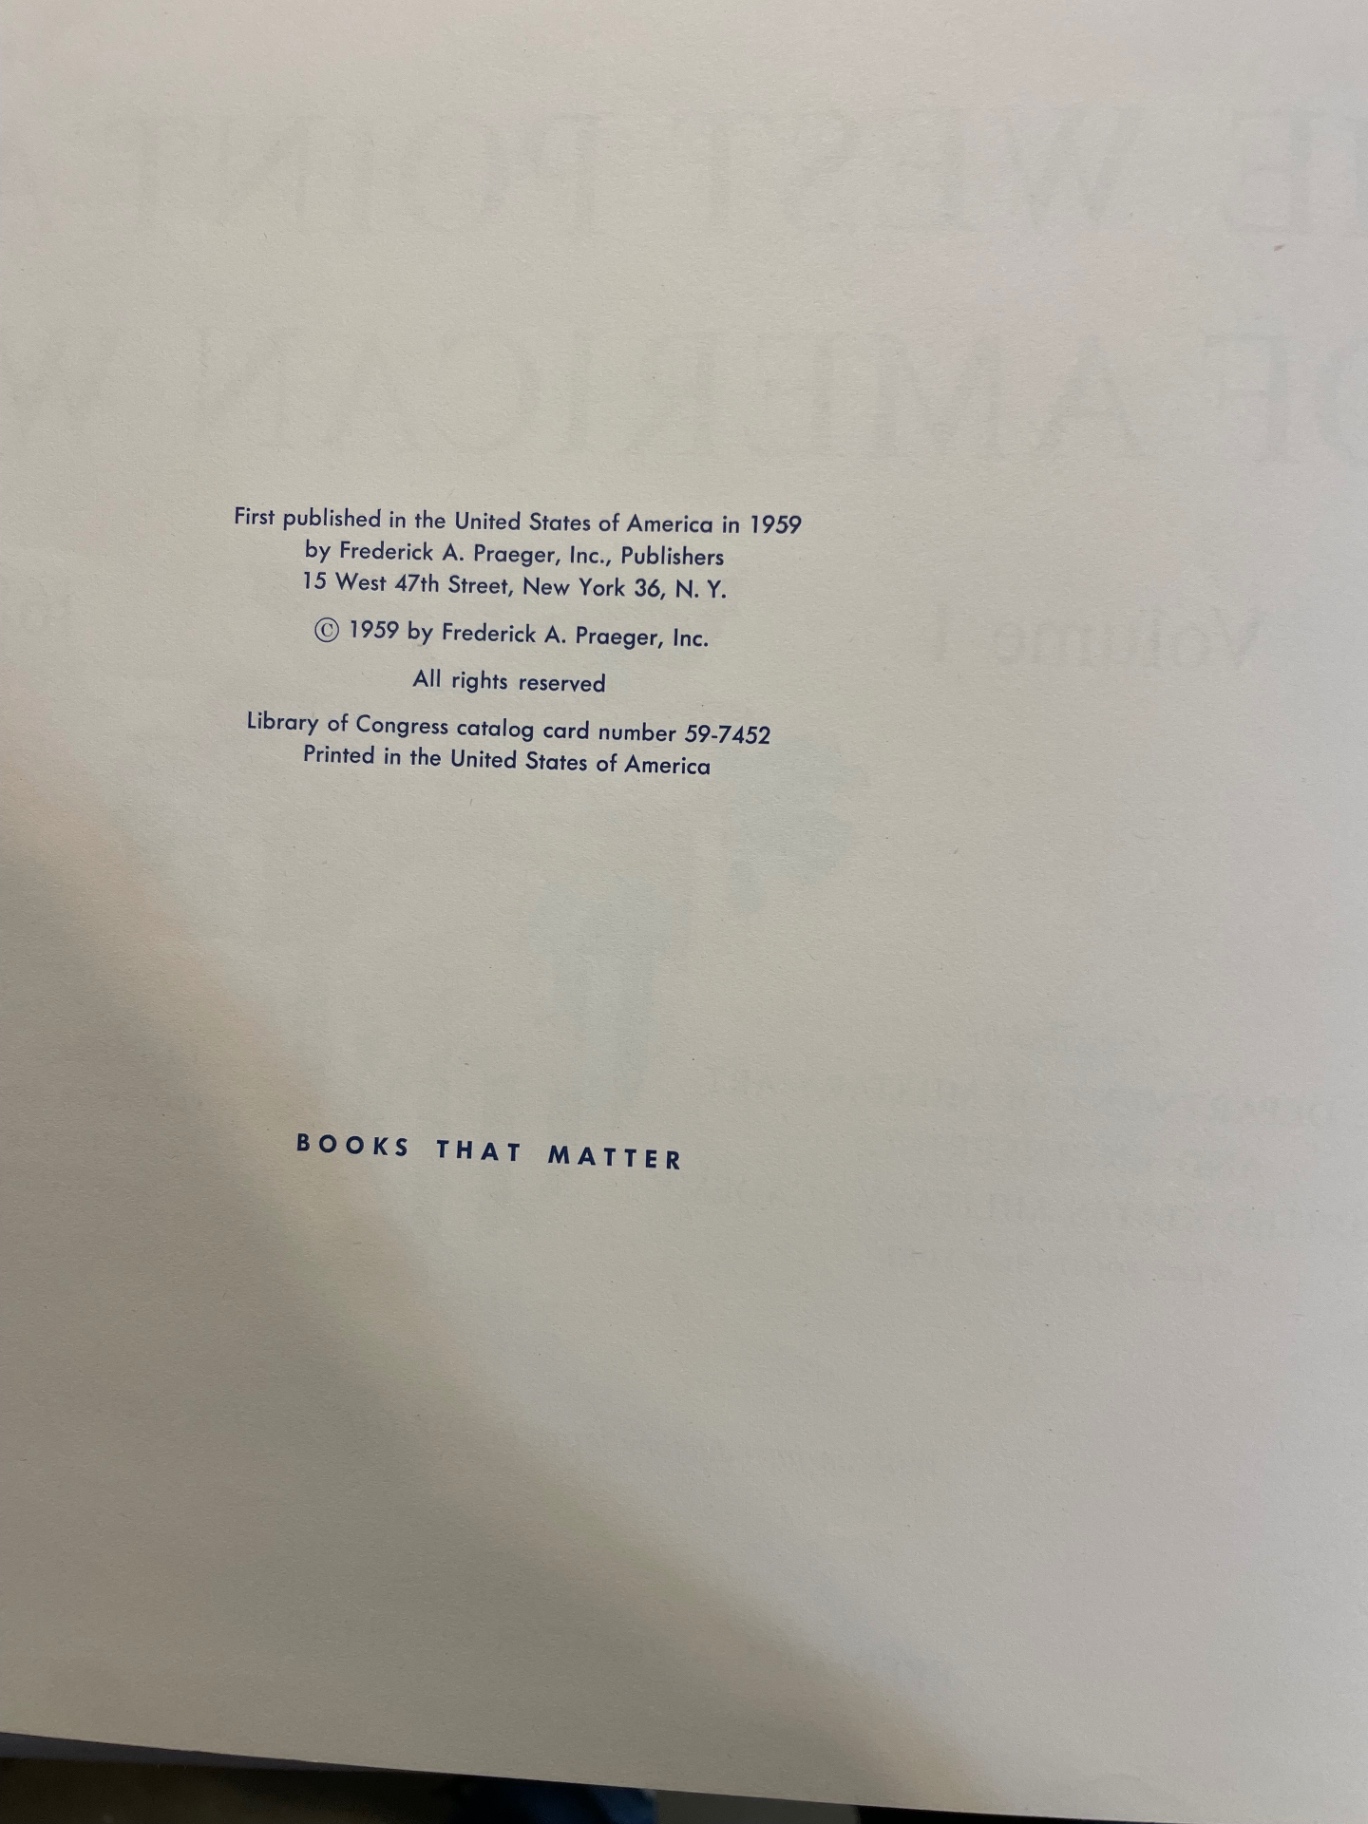 First published in the United States of America in 1959
by Frederick A. Praeger, Inc., Publishers
15 West 47th Street, New York 36, N. Y.
© 1959 by Frederick A. Praeger, Inc.
All rights reserved
Library of Congress catalog card number 59-7452
Printed in the United States of America
BOOKS THAT MATTER